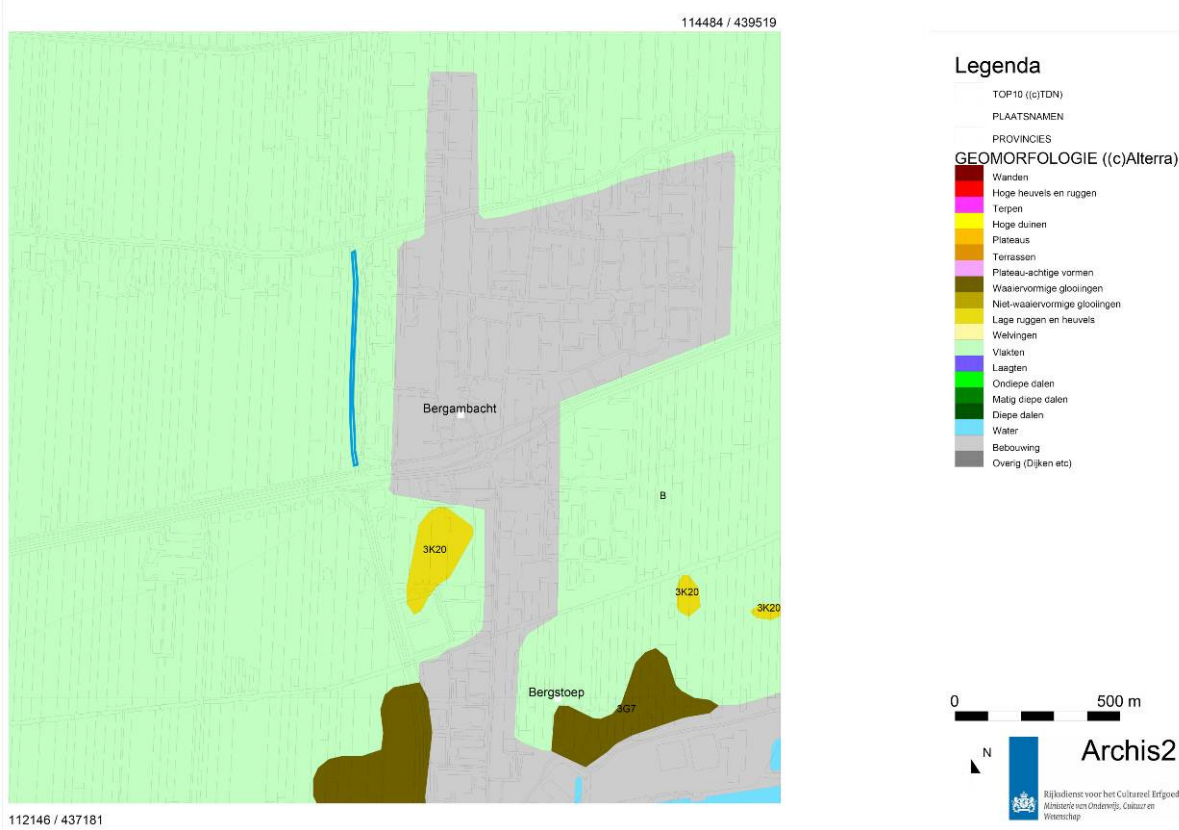 114484 / 439519
Bergambacht
B
3K20
3K20
3K20
Bergstoep
3G7
112146 / 437181
Legenda
TOP10 ((c)TDN)
PLAATSNAMEN
PROVINCIES
GEOMORFOLOGIE ((c)Alterra)
Wanden
Hoge heuvels en ruggen
Terpen
Hoge duinen
Plateaus
Terrassen
Plateau-achtige vormen
Waaiervormige glooiingen
Niet-waaiervormige glooiingen
Lage ruggen en heuvels
Welvingen
Vlakten
Laagten
Ondiepe dalen
Matig diepe dalen
Diepe dalen
Water
Bebouwing
Overig (Dijken etc)
0 500 m
N
Archis2
Rijksdienst voor het Cultureel Erfgoed
Ministerie van Onderwijs, Cultuur en
Wetenschap